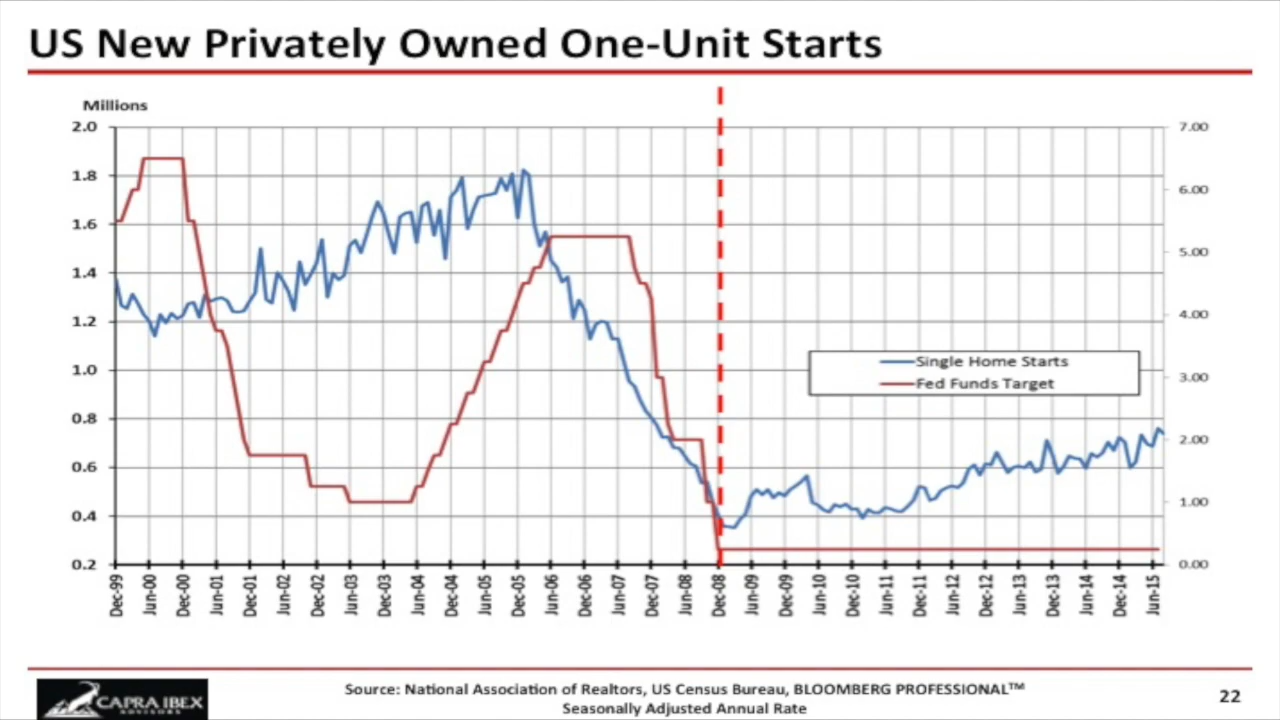 US New Privately Owned One-Unit Starts
Millions
2.0
1.8
1.6
1.4
1.2
1.0
0.8
0.6
0.4
0.2
7.00
6.00
5.00
4.00
3.00
2.00
1.00
0.00
Single Home Starts
Fed Funds Target
Dec-99
Jun-00
Dec-00
Jun-01
Dec-01
Jun-02
Dec-02
Jun-03
Dec-03
Jun-04
Dec-04
Jun-05
Dec-05
Jun-06
Dec-06
Jun-07
Dec-07
Jun-08
Dec-08
Jun-09
Dec-09
Jun-10
Dec-10
Jun-11
Dec-11
Jun-12
Dec-12
Jun-13
Dec-13
Jun-14
Dec-14
Jun-15
CAPRA IBEX
ADVISORS
Source: National Association of Realtors, US Census Bureau, BLOOMBERG PROFESSIONAL™
Seasonally Adjusted Annual Rate
22